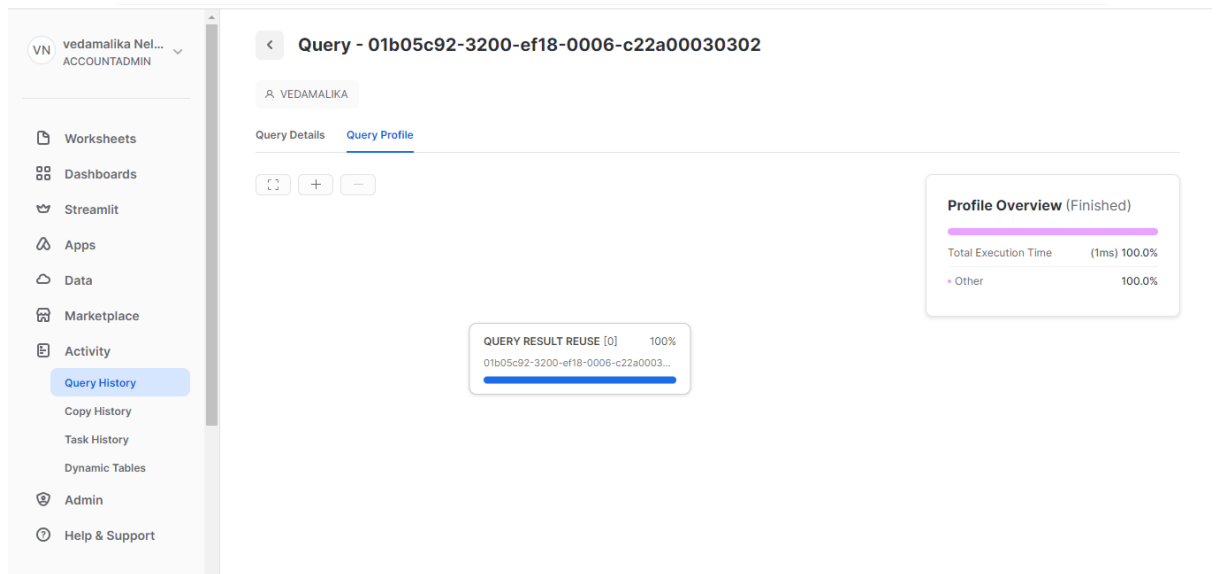 VN
vedamalika Nel...
ACCOUNTADMIN
Worksheets
Dashboards
Streamlit
Apps
Data
Marketplace
Activity
Query History
Copy History
Task History
Dynamic Tables
Admin
Help & Support
Query - 01b05c92-3200-ef18-0006-c22a00030302
VEDAMALIKA
Query Details Query Profile
Profile Overview (Finished)
Total Execution Time (1ms) 100.0%
Other 100.0%
QUERY RESULT REUSE [0] 100%
01b05c92-3200-ef18-0006-c22a0003...